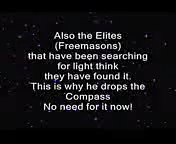 Also the Elites
(Freemasons)
that have been searching
for light think
they have found it.
This is why he drops the
Compass
No need for it now!